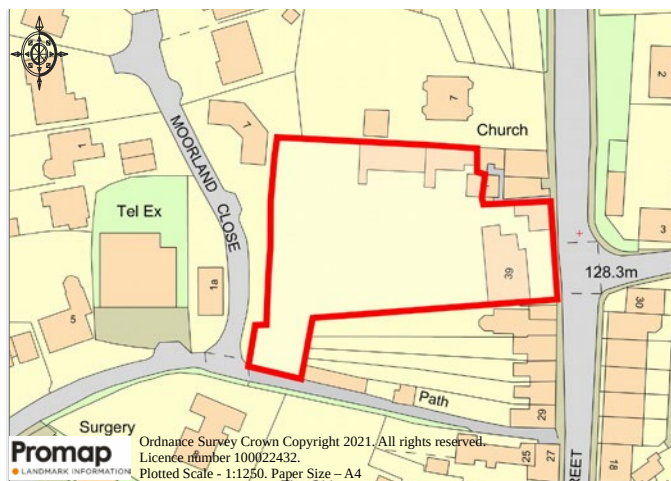 2
7
Church
7
MOORLAND CLOSE
1
Tel Ex
3
39
128.3m
1a
30
5
Path
29
Surgery
25
27
18
REET
Promap
LANDMARK INFORMATION
Ordnance Survey Crown Copyright 2021. All rights reserved.
Licence number 100022432.
Plotted Scale - 1:1250. Paper Size – A4